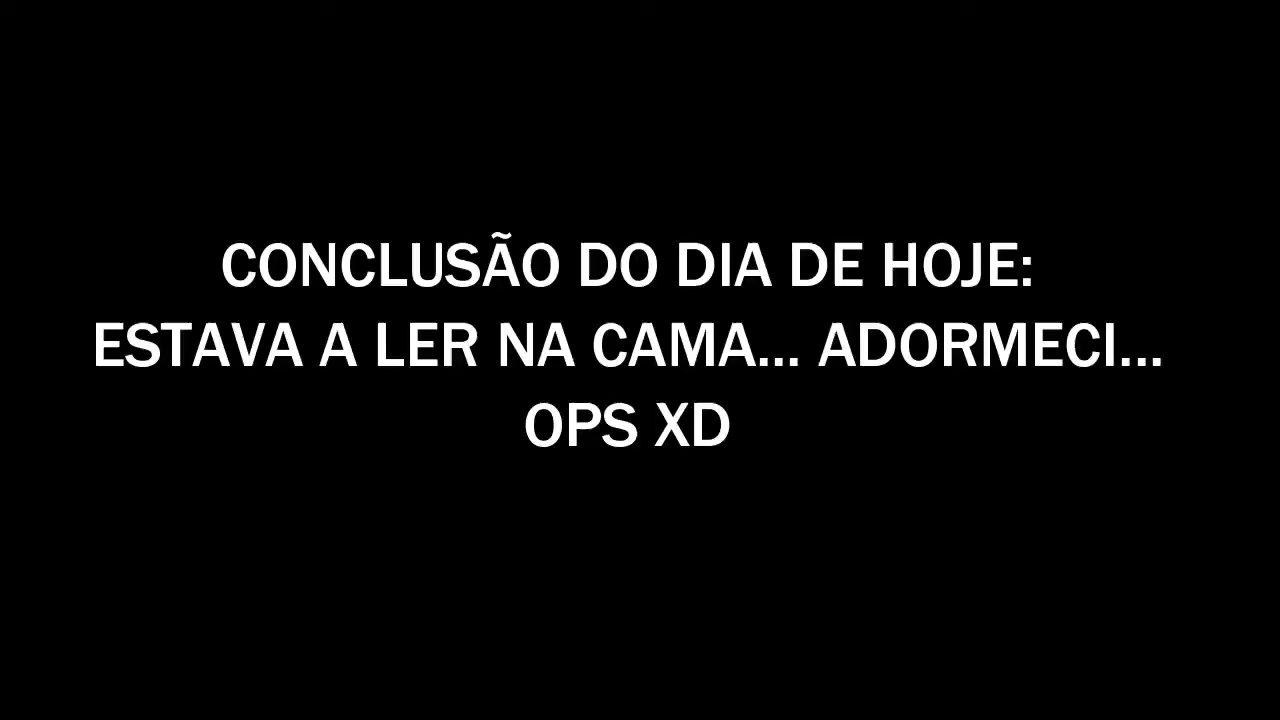 CONCLUSÃO DO DIA DE HOJE:
ESTAVA A LER NA CAMA... ADORMECI...
OPS XD